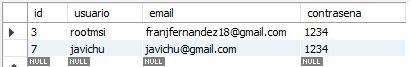 id usuario email contrasena
3 rootmsi franjfernandez18@gmail.com 1234
7 javichu javichu@gmail.com 1234
NULL NULL NULL NULL